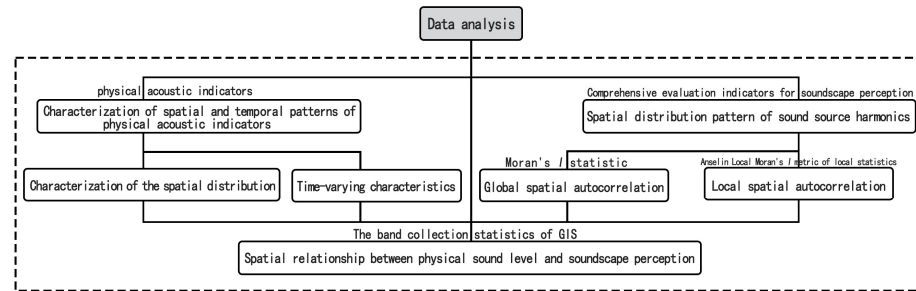 Data analysis
physical acoustic indicators
Characterization of spatial and temporal patterns of
physical acoustic indicators
Comprehensive evaluation indicators for soundscape perception
Spatial distribution pattern of sound source harmonics
Characterization of the spatial distribution
Time-varying characteristics
Moran's I statistic
Global spatial autocorrelation
Anselin Local Moran's I metric of local statistics
Local spatial autocorrelation
The band collection statistics of GIS
Spatial relationship between physical sound level and soundscape perception